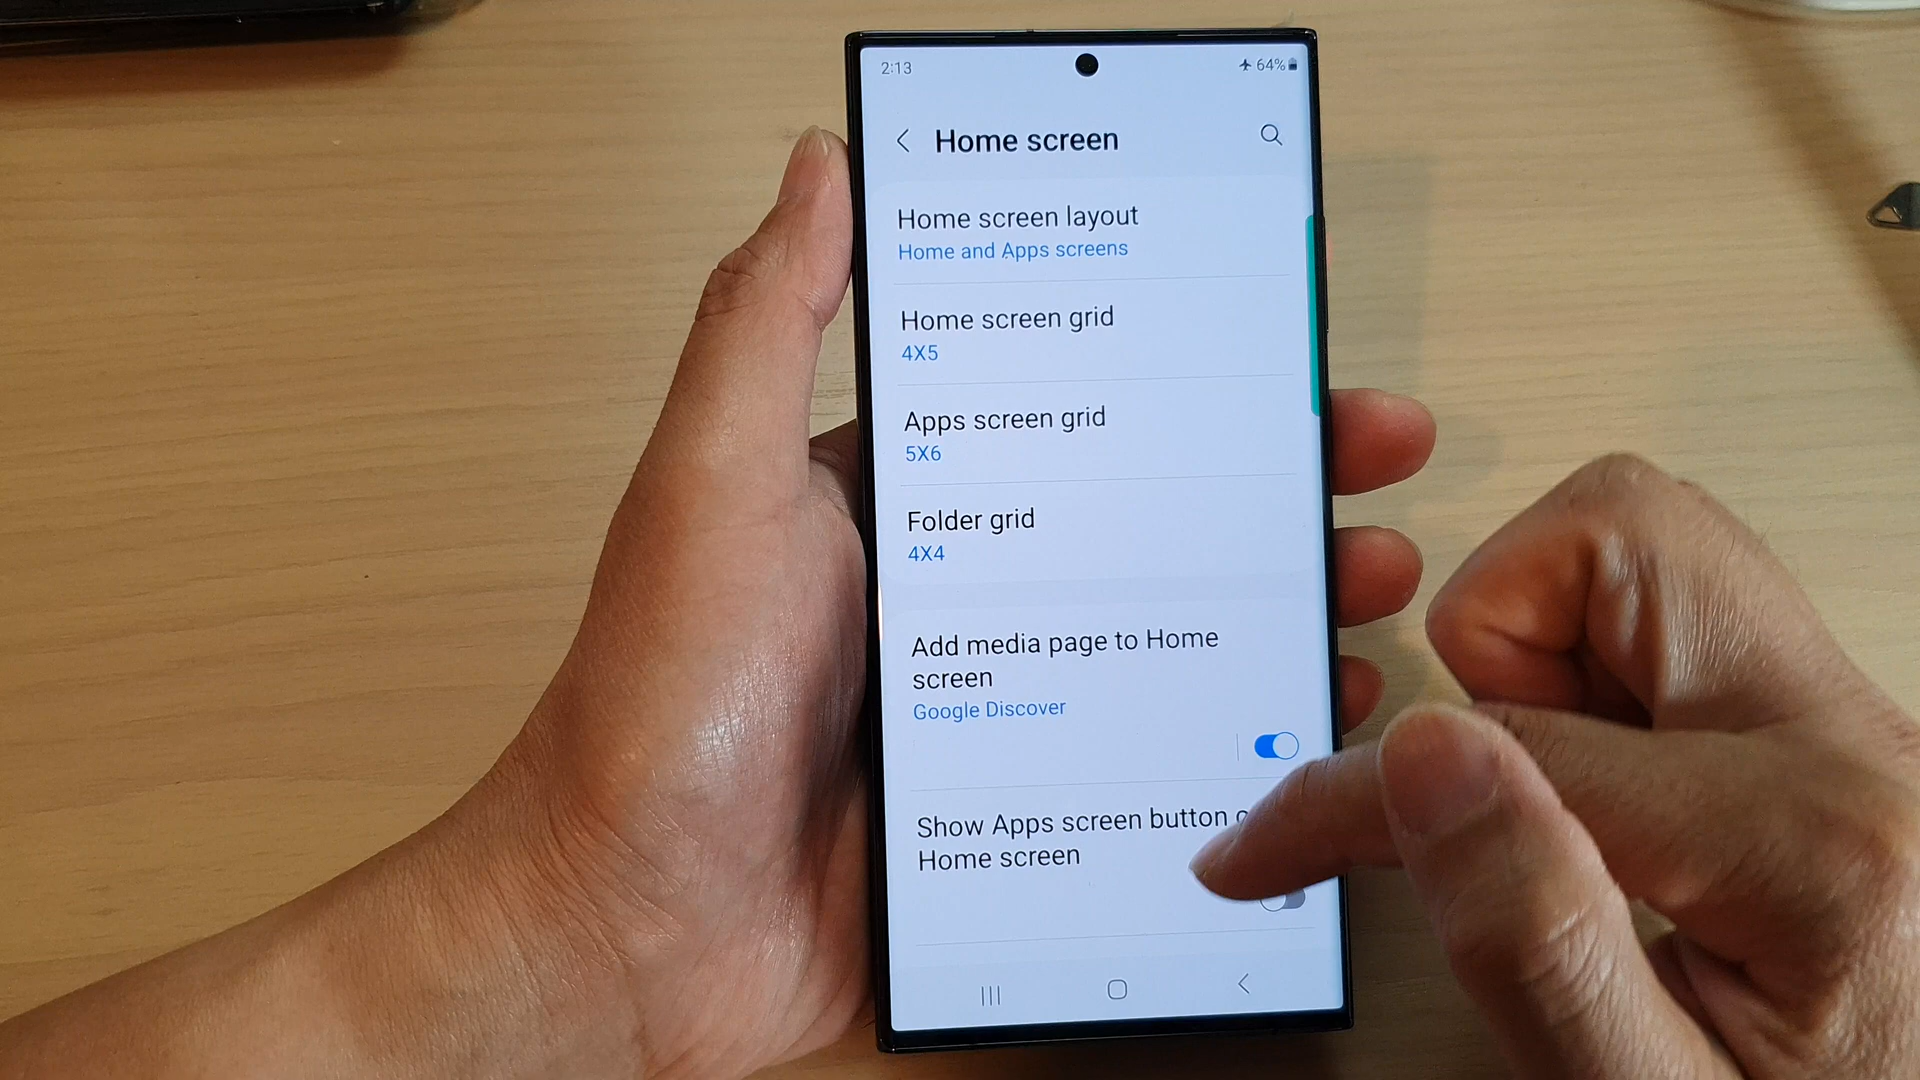 2:13
64%
Home screen
Home screen layout
Home and Apps screens
Home screen grid
4X5
Apps screen grid
5X6
Folder grid
4X4
Add media page to Home
screen
Google Discover
Show Apps screen button
Home screen